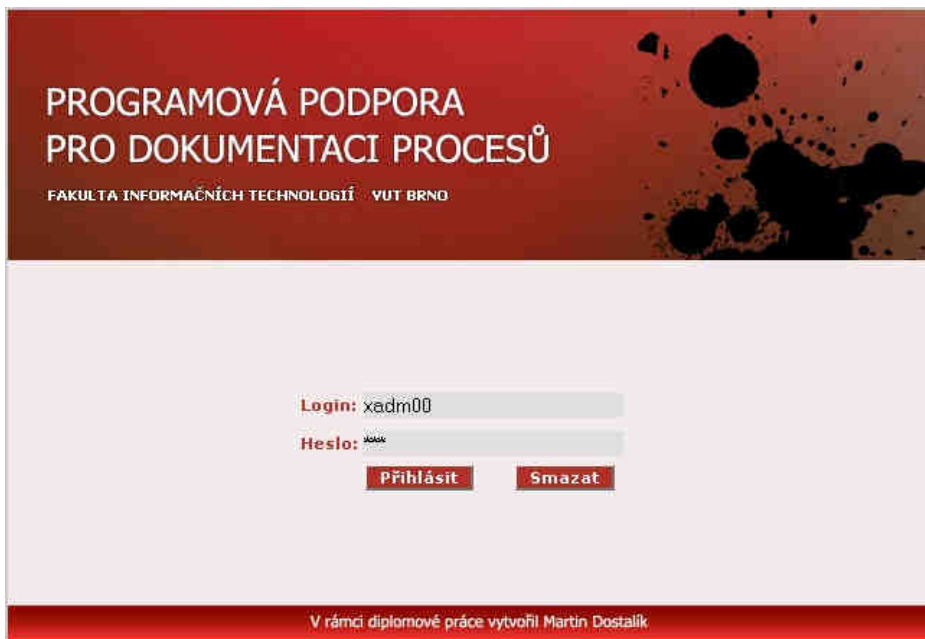 PROGRAMOVÁ PODPORA
PRO DOKUMENTACI PROCESŮ
FAKULTA INFORMAČNÍCH TECHNOLOGIÍ VUT BRNO
Login: xadm00
Heslo: ****
Přihlásit Smazat
V rámci diplomové práce vytvořil Martin Dostalík